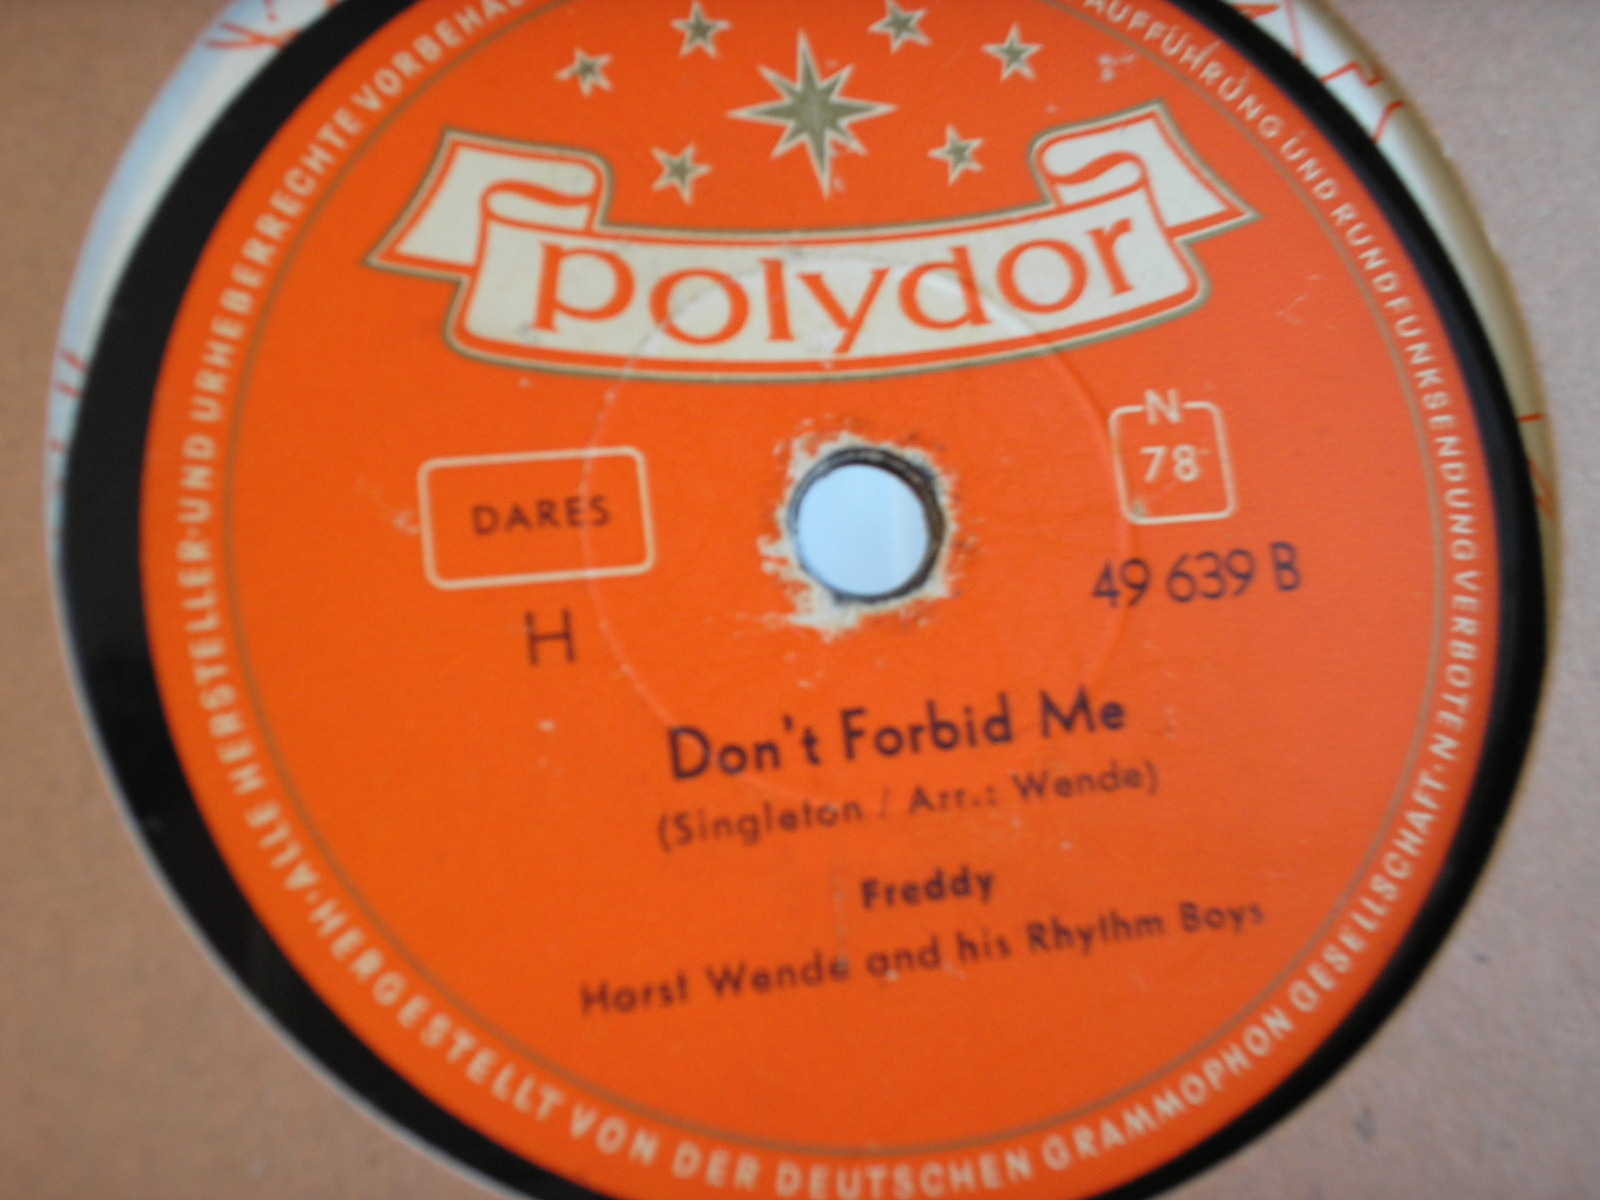 polydor
N
78
DARES
H
49 639 B
Don't Forbid Me
(Singleton / Arr.: Wende)
Freddy
Horst Wende and his Rhythm Boys
ALLE HERSTELLER-UND URHEBERRECHTE VORBEHAL
AUFFÜHRUNG UND RUNDFUNKSENDUNG VERBOTEN·
HERGESTELLT VON DER DEUTSCHEN GRAMMOPHON GESELLSCHAFT·